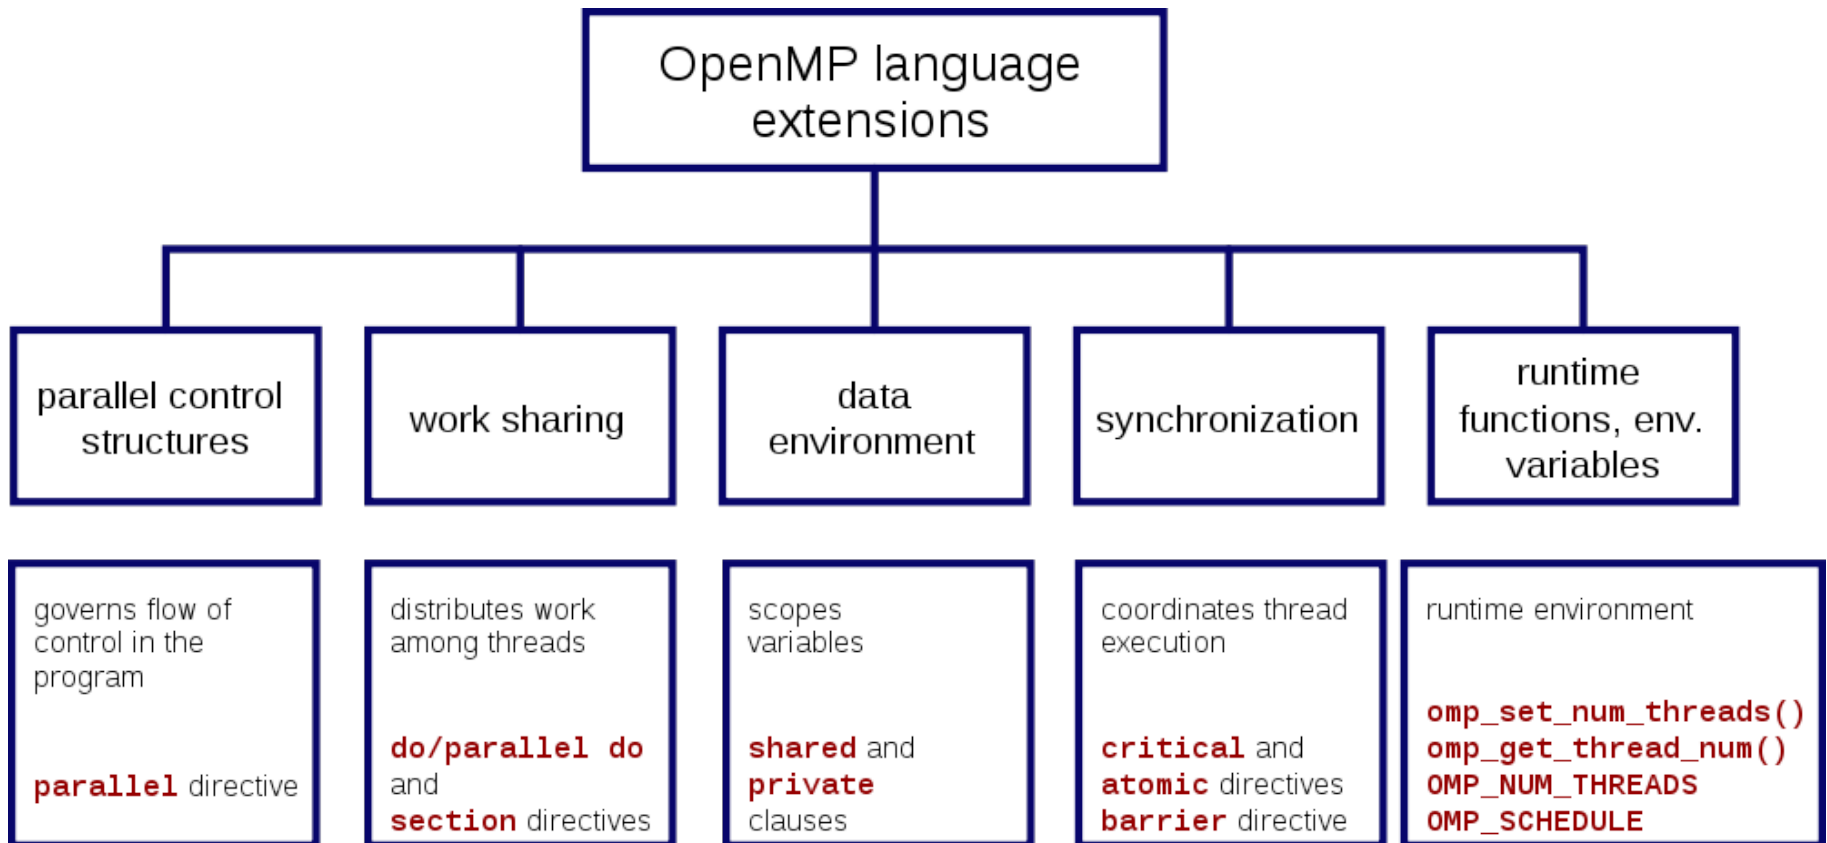 OpenMP language
extensions
parallel control
structures
work sharing
data
environment
synchronization
runtime
functions, env.
variables
governs flow of
control in the
program
parallel directive
distributes work
among threads
do/parallel do
and
section directives
scopes
variables
shared and
private
clauses
coordinates thread
execution
critical and
atomic directives
barrier directive
runtime environment
omp_set_num_threads()
omp_get_thread_num()
OMP_NUM_THREADS
OMP_SCHEDULE